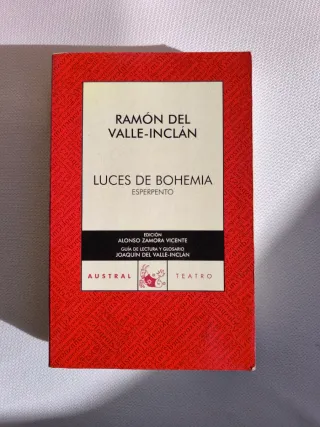 RAMÓN DEL
VALLE-INCLÁN
LUCES DE BOHEMIA
ESPERPENTO
EDICIÓN
ALONSO ZAMORA VICENTE
GUÍA DE LECTURA Y GLOSARIO
JOAQUÍN DEL VALLE-INCLÁN
AUSTRAL TEATRO